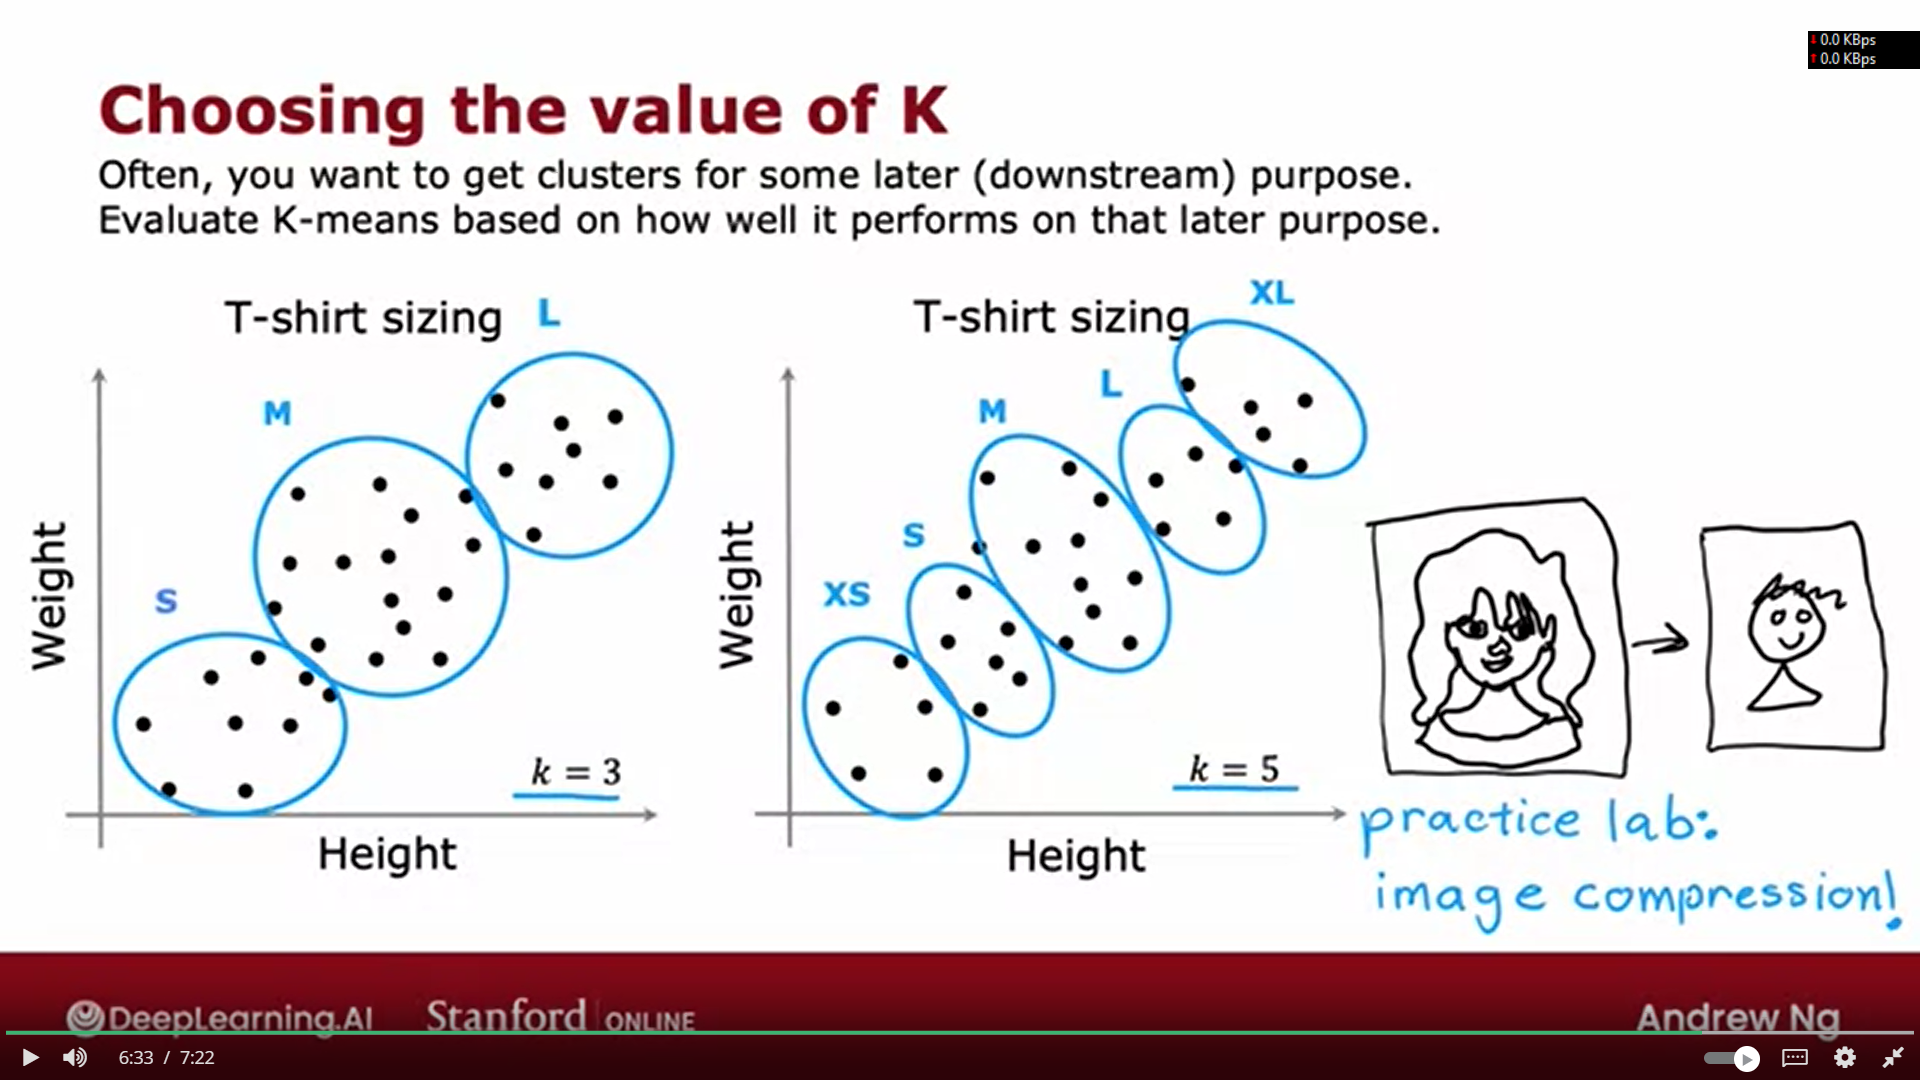 0.0 KBps
0.0 KBps
Choosing the value of K
Often, you want to get clusters for some later (downstream) purpose.
Evaluate K-means based on how well it performs on that later purpose.
T-shirt sizing
L
M
S
Weight
k = 3
Height
T-shirt sizing
XL
L
M
S
XS
Weight
k = 5
Height
practice lab:
image compression!
DeepLearning.AI
Stanford | ONLINE
Andrew Ng
6:33 / 7:22